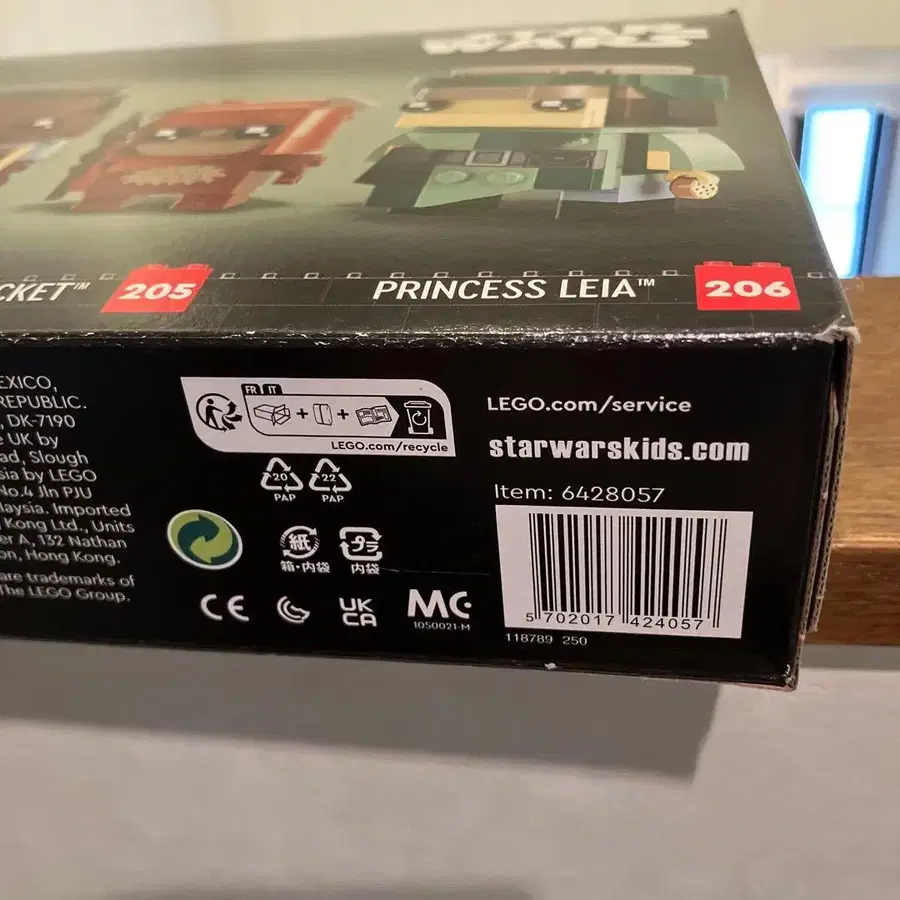 STAR
WARS
CKET™ 205
PRINCESS LEIA™ 206
EXICO,
REPUBLIC.
, DK-7190
e UK by
ad, Slough
sia by LEGO
No.4 Jln PJU
laysia. Imported
Kong Ltd., Units
er A, 132 Nathan
on, Hong Kong.
are trademarks of
The LEGO Group.
FR IT
LEGO.com/recycle
20 22
PAP PAP
紙 プラ
箱・内袋 内袋
CE UK
CA
MC
1050021-M
LEGO.com/service
starwarskids.com
Item: 6428057
5 702017 424057
118789 250